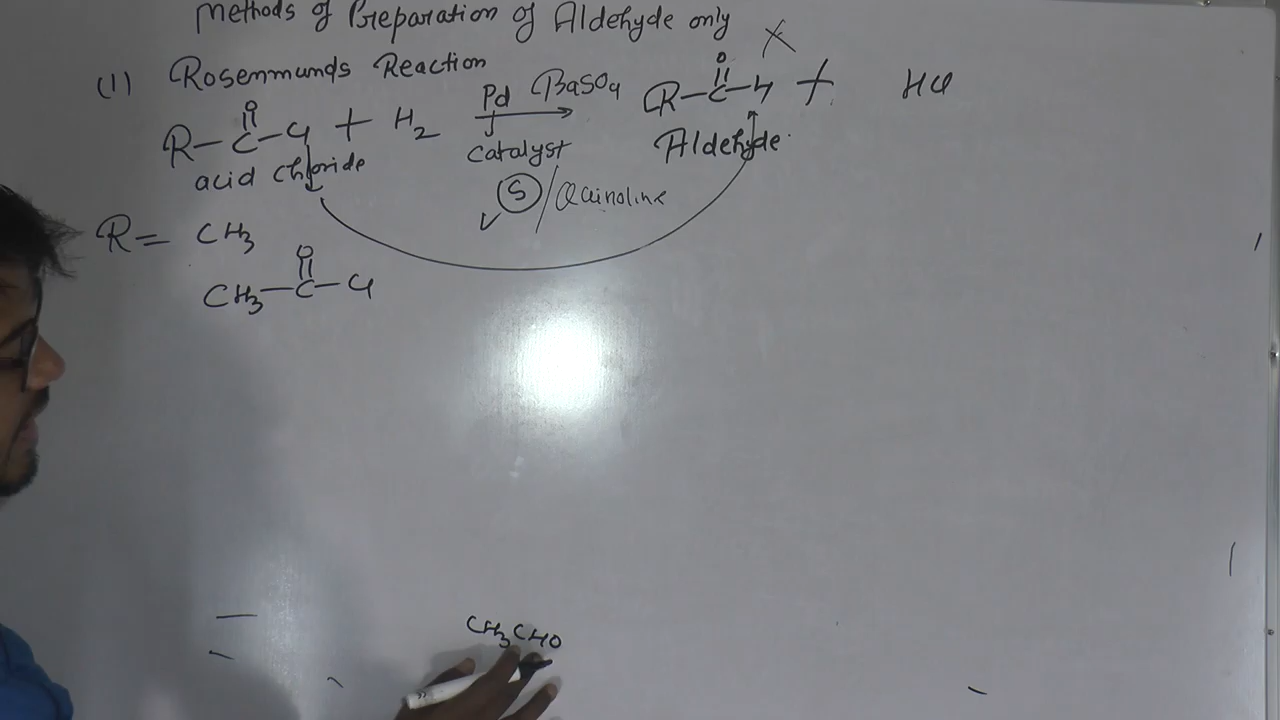 Methods of Preparation of Aldehyde only
(1) Rosenmunds Reaction
R-C(=O)-Cl + H2 → Pd BaSO4 R-C(=O)-H + HCl
acid chloride catalyst Aldehyde
S / Quinoline
R = CH3
CH3-C(=O)-Cl
CH3CHO